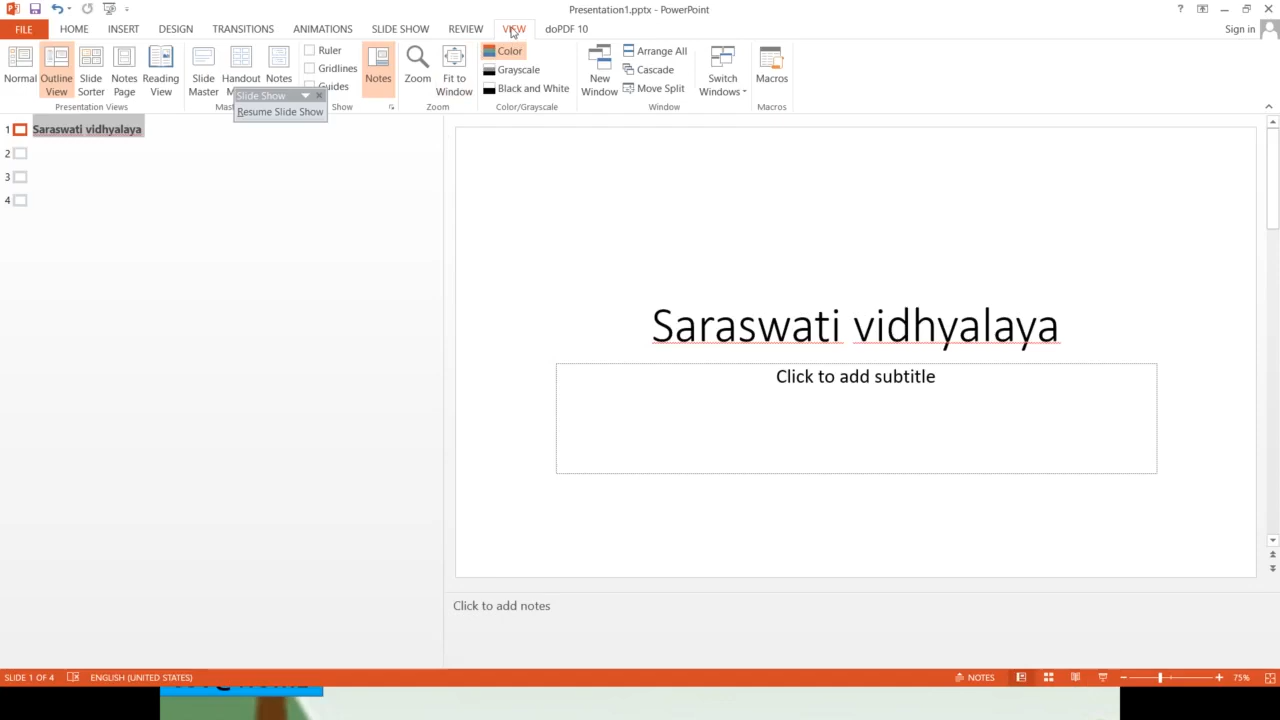 Presentation1.pptx - PowerPoint
?
FILE HOME INSERT DESIGN TRANSITIONS ANIMATIONS SLIDE SHOW REVIEW VIEW doPDF 10 Sign in
Normal Outline View Slide Sorter Notes Page Reading View
Presentation Views
Slide Master Handout Notes
Ruler
Gridlines
Guides
Show
Notes
Zoom Fit to Window
Zoom
Color
Grayscale
Black and White
Color/Grayscale
New Window
Arrange All
Cascade
Move Split
Switch Windows
Window
Macros
Macros
Slide Show
Resume Slide Show
1 Saraswati vidhyalaya
2
3
4
Saraswati vidhyalaya
Click to add subtitle
Click to add notes
SLIDE 1 OF 4 ENGLISH (UNITED STATES) NOTES 75%